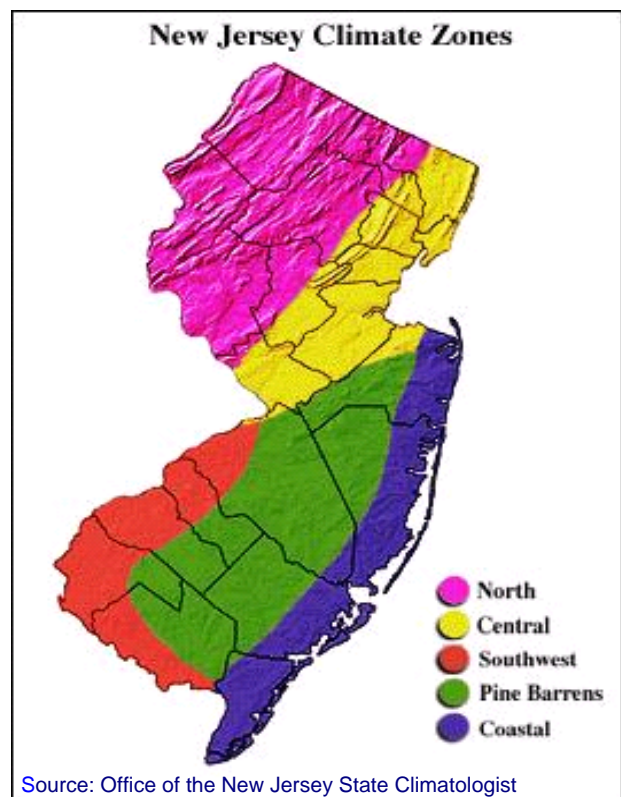 New Jersey Climate Zones
North
Central
Southwest
Pine Barrens
Coastal
Source: Office of the New Jersey State Climatologist